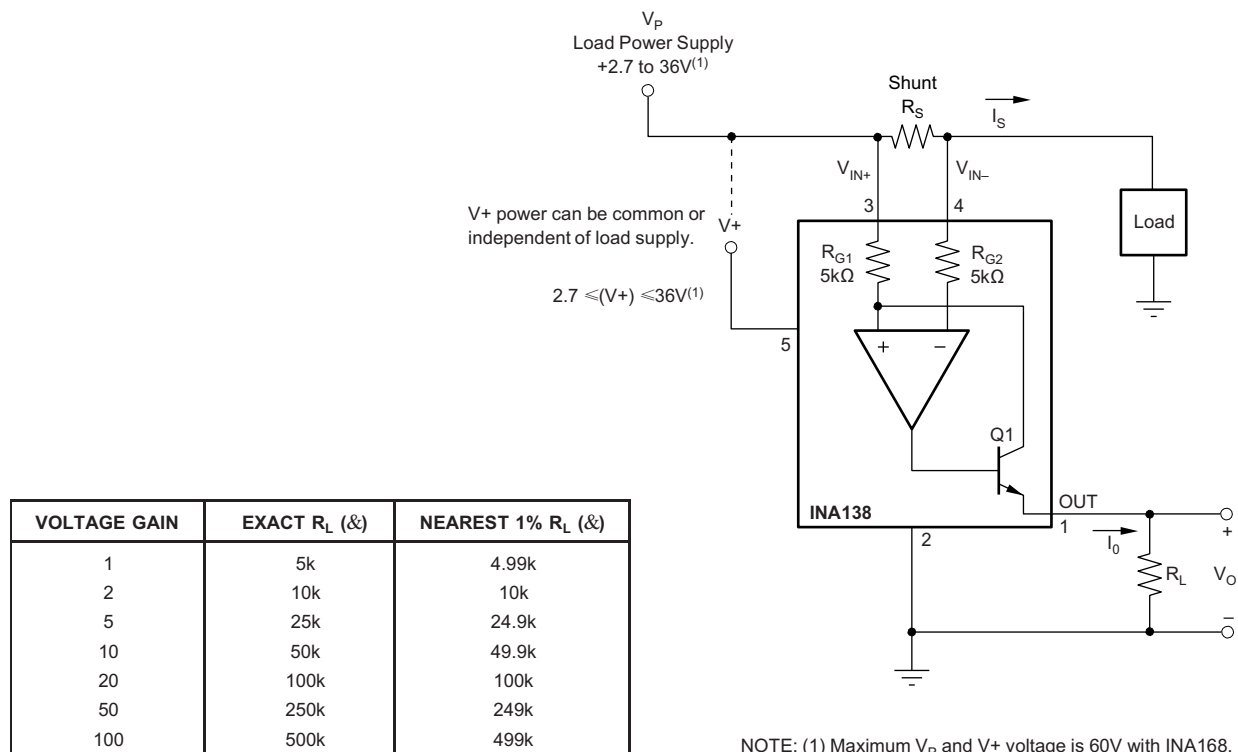 V_P
Load Power Supply
+2.7 to 36V(1)
Shunt
R_S
I_S
V_IN+
V_IN–
3
4
Load
V+ power can be common or
independent of load supply.
V+
R_G1
5kΩ
R_G2
5kΩ
2.7 ≤(V+) ≤36V(1)
5
+
–
Q1
INA138
OUT
1
2
I_0
+
R_L
V_O
–
VOLTAGE GAIN EXACT R_L (&) NEAREST 1% R_L (&)
1 5k 4.99k
2 10k 10k
5 25k 24.9k
10 50k 49.9k
20 100k 100k
50 250k 249k
100 500k 499k
NOTE: (1) Maximum V_P and V+ voltage is 60V with INA168.